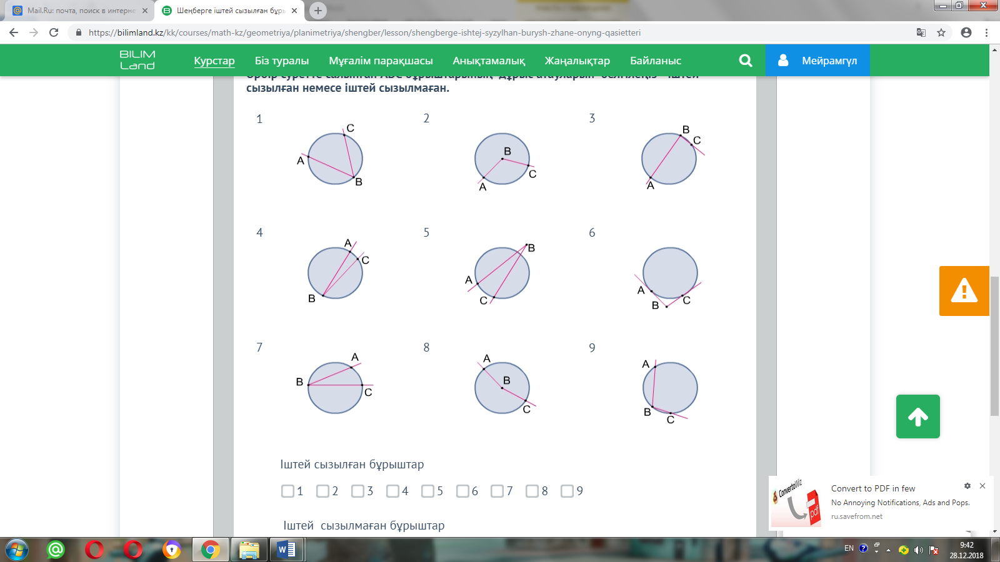 Mail.Ru: почта, поиск в интерне
Шеңберге іштей сызылған бұры
https://bilimland.kz/kk/courses/math-kz/geometriya/planimetriya/shengber/lesson/shengberge-ishtej-syzylhan-burysh-zhane-onyng-qasietteri
BILIM Land
Курстар Біз туралы Мұғалім парақшасы Анықтамалық Жаңалықтар Байланыс
Мейрамгүл
сызылған немесе іштей сызылмаған.
1 2 3
C
A
B
B
A
C
B
C
A
4 5 6
A
C
B
B
A
C
A
B
C
7 8 9
A
B
C
A
B
C
A
B
C
Іштей сызылған бұрыштар
1 2 3 4 5 6 7 8 9
Іштей сызылмаған бұрыштар
ConvertoWiz
pdf
Convert to PDF in few
No Annoying Notifications, Ads and Pops.
ru.savefrom.net
EN
9:42
28.12.2018